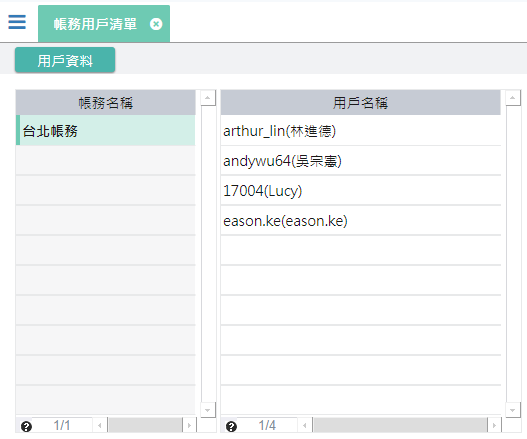 帳務用戶清單
用戶資料
帳務名稱
台北帳務
1/1
用戶名稱
arthur_lin(林進德)
andywu64(吳宗憲)
17004(Lucy)
eason.ke(eason.ke)
1/4